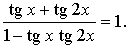 tg x + tg 2x
1 − tg x tg 2x = 1.